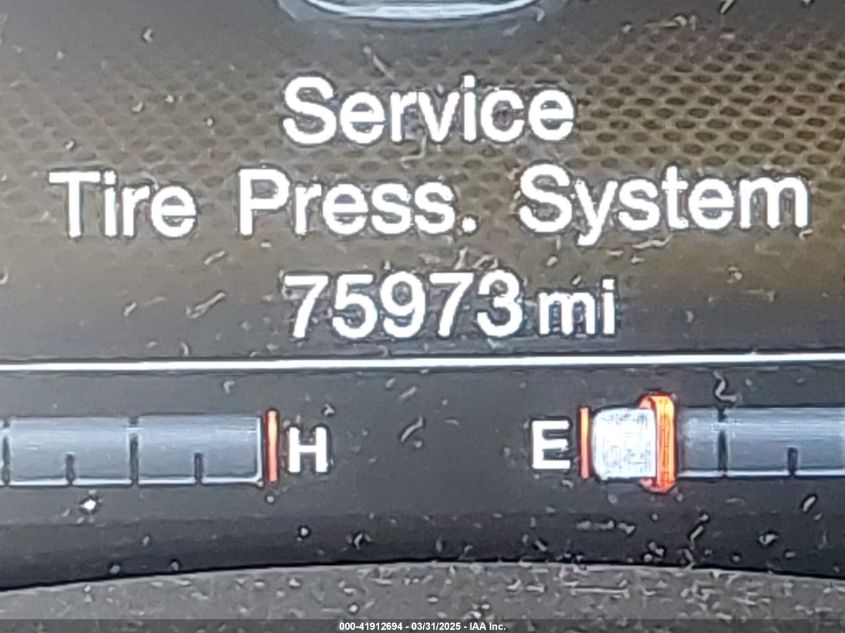 Service
Tire Press. System
75973 mi
H E
000-41912694 - 03/31/2025 - IAA Inc.